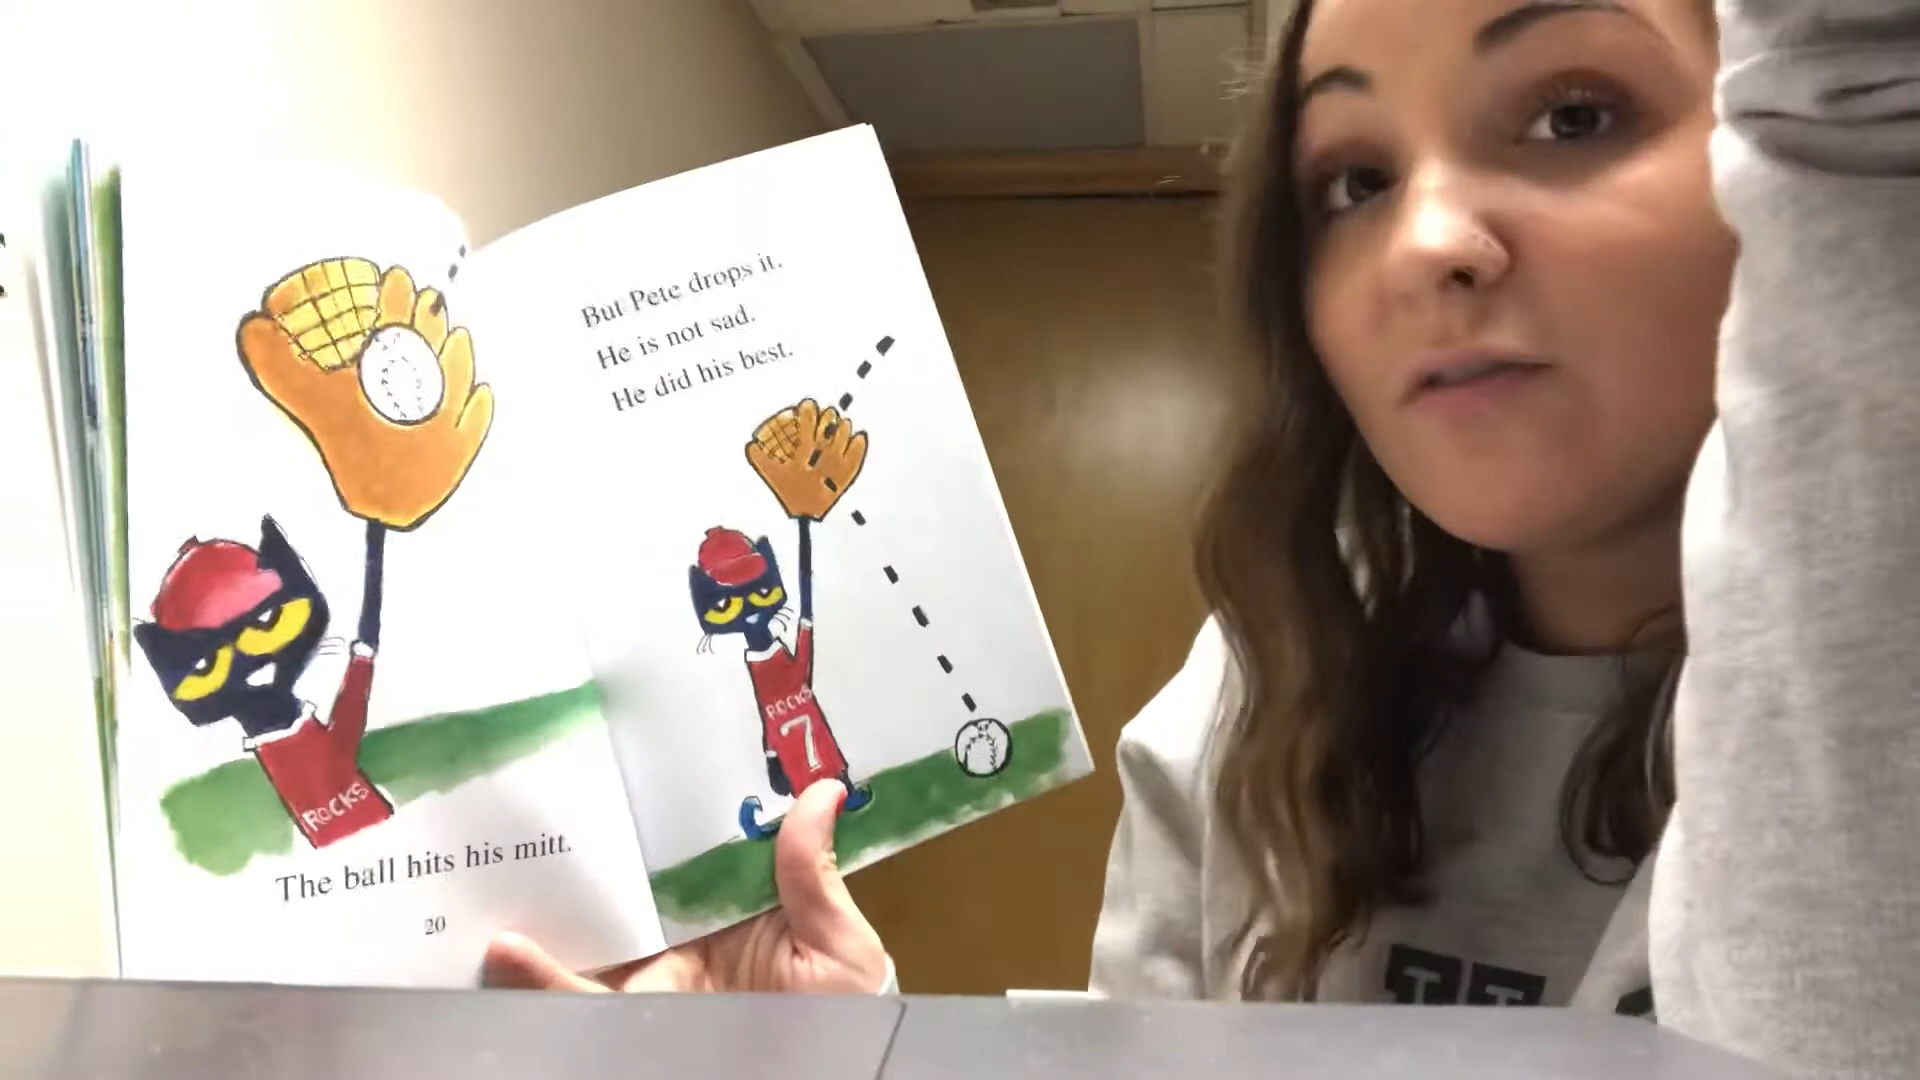 ROCKS
The ball hits his mitt.
20
But Pete drops it.
He is not sad.
He did his best.
ROCKS
7